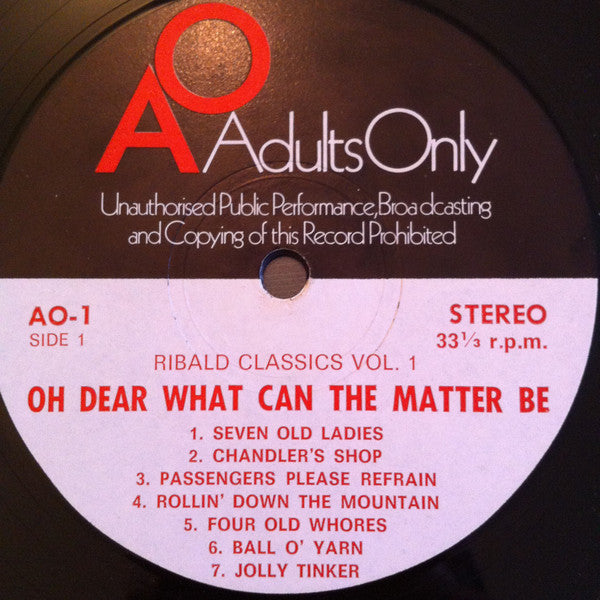 AO
Adults Only
Unauthorised Public Performance, Broadcasting
and Copying of this Record Prohibited
AO-1
STEREO
SIDE 1
33⅓ r.p.m.
RIBALD CLASSICS VOL. 1
OH DEAR WHAT CAN THE MATTER BE
1. SEVEN OLD LADIES
2. CHANDLER'S SHOP
3. PASSENGERS PLEASE REFRAIN
4. ROLLIN' DOWN THE MOUNTAIN
5. FOUR OLD WHORES
6. BALL O' YARN
7. JOLLY TINKER